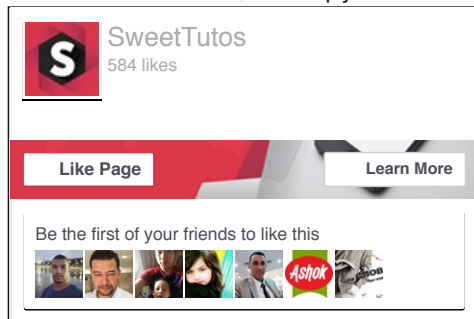 S
SweetTutos
584 likes
Like Page
Learn More
Be the first of your friends to like this
Ashok